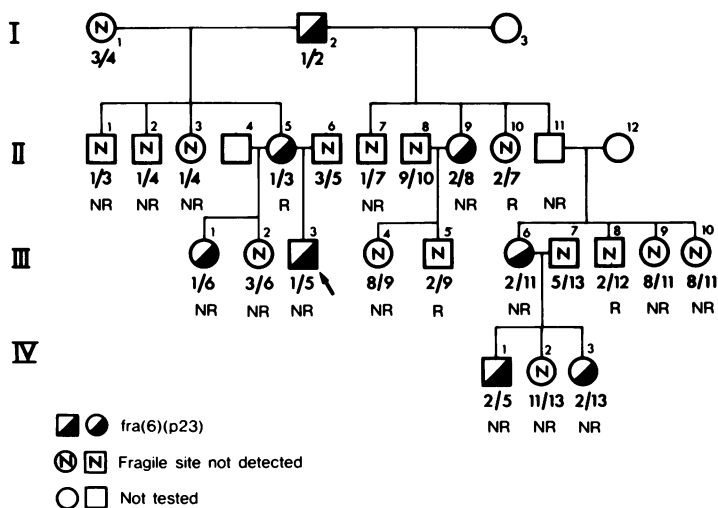 I
N 1 2 3
3/4 1/2
II
1 2 3 4 5 6 7 8 9 10 11 12
N N N N N N N
1/3 1/4 1/4 1/3 3/5 1/7 9/10 2/8 2/7
NR NR NR R NR NR R NR
III
1 2 3 4 5 6 7 8 9 10
N N N N N N N
1/6 3/6 1/5 8/9 2/9 2/11 5/13 2/12 8/11 8/11
NR NR NR NR R NR R NR NR
IV
1 2 3
N
2/5 11/13 2/13
NR NR NR
fra(6)(p23)
N N Fragile site not detected
Not tested